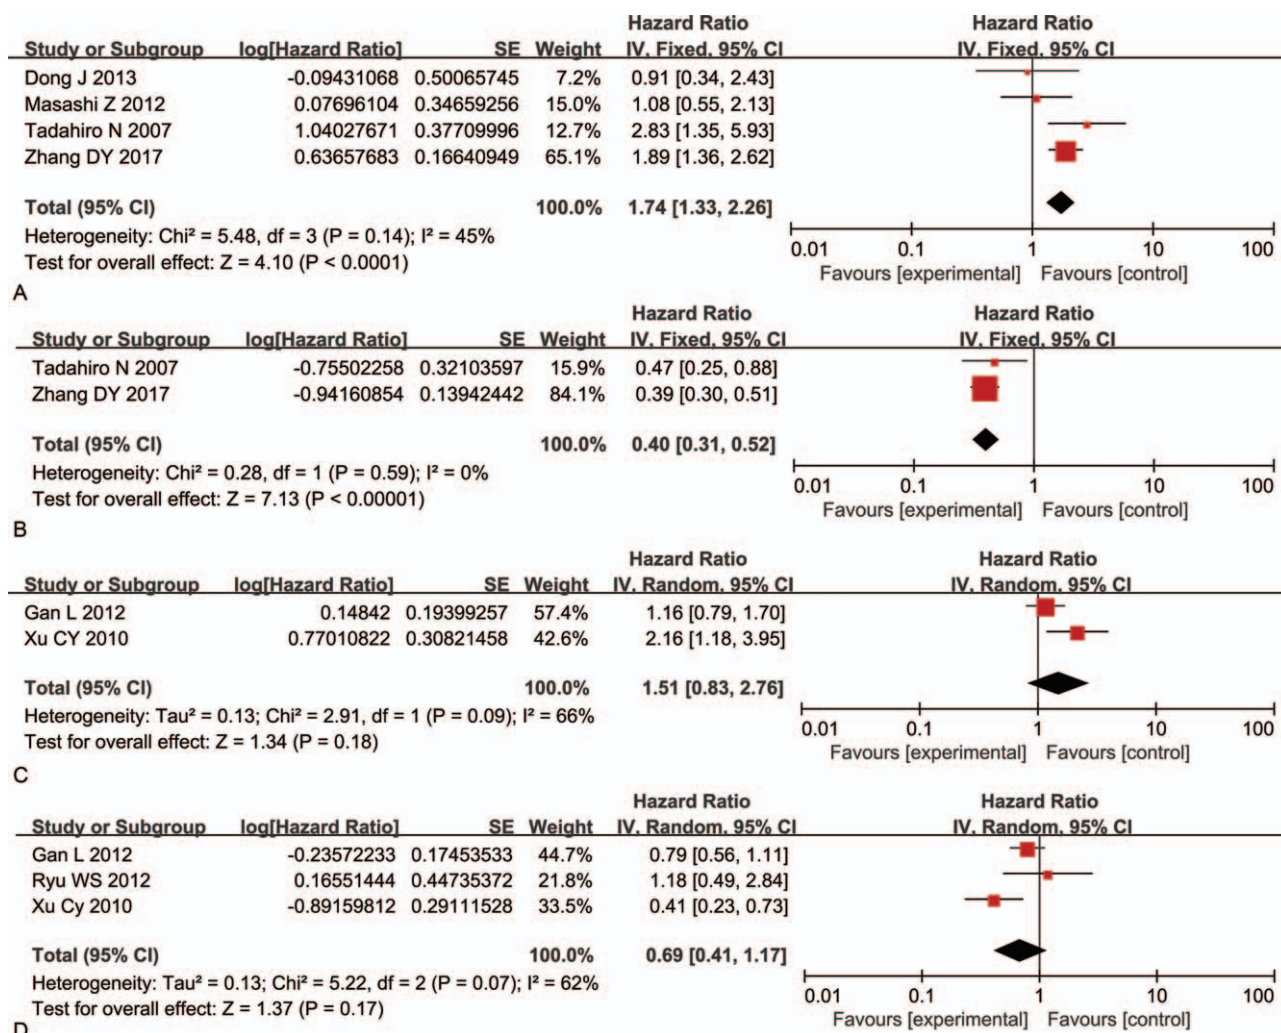 Hazard Ratio Hazard Ratio
Study or Subgroup log[Hazard Ratio] SE Weight IV, Fixed, 95% CI IV, Fixed, 95% CI
Dong J 2013 -0.09431068 0.50065745 7.2% 0.91 [0.34, 2.43]
Masashi Z 2012 0.07696104 0.34659256 15.0% 1.08 [0.55, 2.13]
Tadahiro N 2007 1.04027671 0.37709996 12.7% 2.83 [1.35, 5.93]
Zhang DY 2017 0.63657683 0.16640949 65.1% 1.89 [1.36, 2.62]
Total (95% CI) 100.0% 1.74 [1.33, 2.26]
Heterogeneity: Chi² = 5.48, df = 3 (P = 0.14); I² = 45%
0.01 0.1 1 10 100
Test for overall effect: Z = 4.10 (P < 0.0001)
Favours [experimental] Favours [control]
A
Hazard Ratio Hazard Ratio
Study or Subgroup log[Hazard Ratio] SE Weight IV, Fixed, 95% CI IV, Fixed, 95% CI
Tadahiro N 2007 -0.75502258 0.32103597 15.9% 0.47 [0.25, 0.88]
Zhang DY 2017 -0.94160854 0.13942442 84.1% 0.39 [0.30, 0.51]
Total (95% CI) 100.0% 0.40 [0.31, 0.52]
Heterogeneity: Chi² = 0.28, df = 1 (P = 0.59); I² = 0%
0.01 0.1 1 10 100
Test for overall effect: Z = 7.13 (P < 0.00001)
Favours [experimental] Favours [control]
B
Hazard Ratio Hazard Ratio
Study or Subgroup log[Hazard Ratio] SE Weight IV, Random, 95% CI IV, Random, 95% CI
Gan L 2012 0.14842 0.19399257 57.4% 1.16 [0.79, 1.70]
Xu CY 2010 0.77010822 0.30821458 42.6% 2.16 [1.18, 3.95]
Total (95% CI) 100.0% 1.51 [0.83, 2.76]
Heterogeneity: Tau² = 0.13; Chi² = 2.91, df = 1 (P = 0.09); I² = 66%
0.01 0.1 1 10 100
Test for overall effect: Z = 1.34 (P = 0.18)
Favours [experimental] Favours [control]
C
Hazard Ratio Hazard Ratio
Study or Subgroup log[Hazard Ratio] SE Weight IV, Random, 95% CI IV, Random, 95% CI
Gan L 2012 -0.23572233 0.17453533 44.7% 0.79 [0.56, 1.11]
Ryu WS 2012 0.16551444 0.44735372 21.8% 1.18 [0.49, 2.84]
Xu Cy 2010 -0.89159812 0.29111528 33.5% 0.41 [0.23, 0.73]
Total (95% CI) 100.0% 0.69 [0.41, 1.17]
Heterogeneity: Tau² = 0.13; Chi² = 5.22, df = 2 (P = 0.07); I² = 62%
0.01 0.1 1 10 100
Test for overall effect: Z = 1.37 (P = 0.17)
Favours [experimental] Favours [control]
D